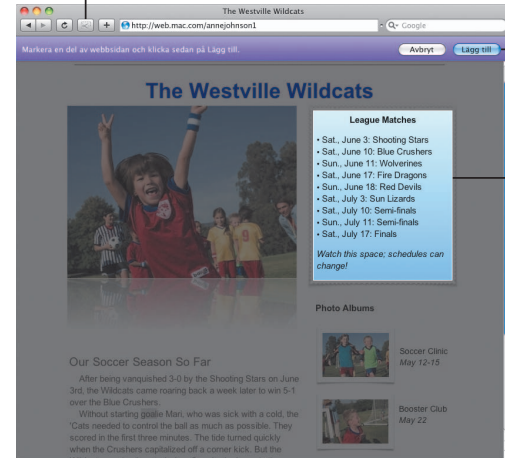 The Westville Wildcats
http://web.mac.com/annejohnson1
Google
Markera en del av webbsidan och klicka sedan på Lägg till.
Avbryt
Lägg till
The Westville Wildcats
League Matches
• Sat., June 3: Shooting Stars
• Sat., June 10: Blue Crushers
• Sun., June 11: Wolverines
• Sat., June 17: Fire Dragons
• Sun., June 18: Red Devils
• Sat., July 3: Sun Lizards
• Sat., July 10: Semi-finals
• Sun., July 11: Semi-finals
• Sat., July 17: Finals
Watch this space; schedules can
change!
Photo Albums
Soccer Clinic
May 12-15
Booster Club
May 22
Our Soccer Season So Far
After being vanquished 3-0 by the Shooting Stars on June
3rd, the Wildcats came roaring back a week later to win 5-1
over the Blue Crushers.
Without starting goalie Mari, who was sick with a cold, the
'Cats needed to control the ball as much as possible. They
scored in the first three minutes. The tide turned quickly
when the Crushers capitalized off a corner kick. But the